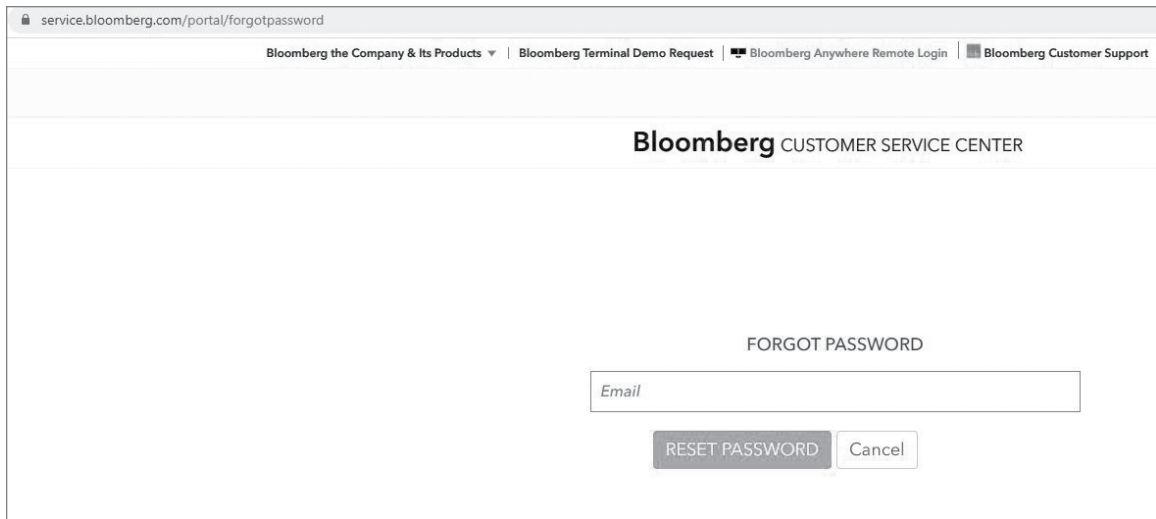 service.bloomberg.com/portal/forgotpassword
Bloomberg the Company & Its Products ▼ | Bloomberg Terminal Demo Request | Bloomberg Anywhere Remote Login | Bloomberg Customer Support
Bloomberg CUSTOMER SERVICE CENTER
FORGOT PASSWORD
Email
RESET PASSWORD Cancel